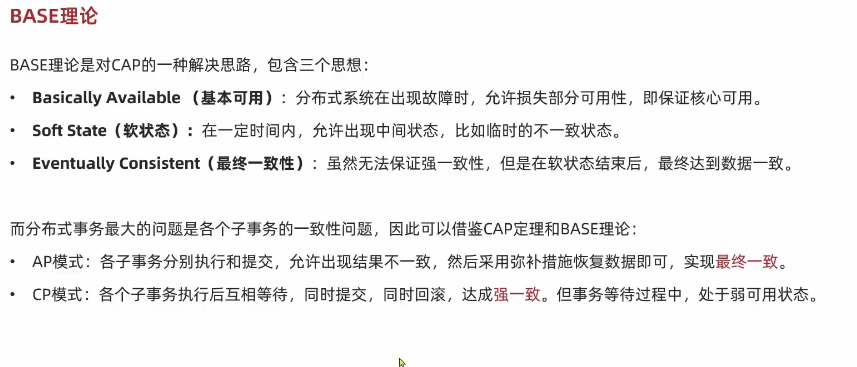 BASE理论
BASE理论是对CAP的一种解决思路，包含三个思想：
• Basically Available （基本可用）：分布式系统在出现故障时，允许损失部分可用性，即保证核心可用。
• Soft State（软状态）：在一定时间内，允许出现中间状态，比如临时的不一致状态。
• Eventually Consistent（最终一致性）：虽然无法保证强一致性，但是在软状态结束后，最终达到数据一致。
而分布式事务最大的问题是各个子事务的一致性问题，因此可以借鉴CAP定理和BASE理论：
• AP模式：各子事务分别执行和提交，允许出现结果不一致，然后采用弥补措施恢复数据即可，实现最终一致。
• CP模式：各个子事务执行后互相等待，同时提交，同时回滚，达成强一致。但事务等待过程中，处于弱可用状态。